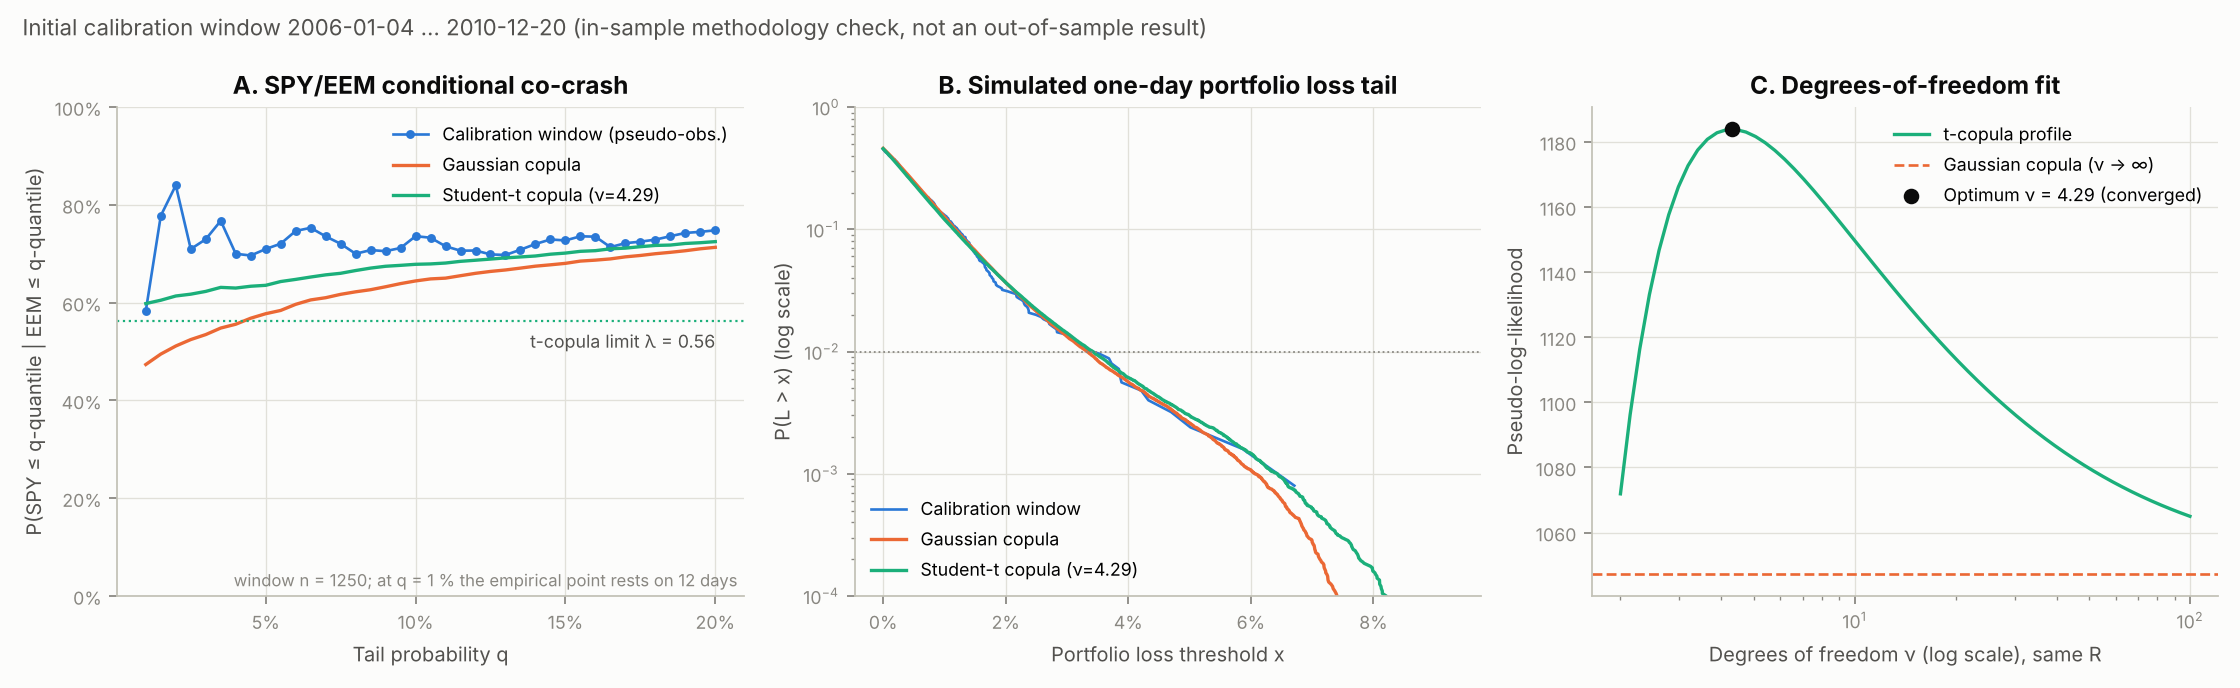 Initial calibration window 2006-01-04 … 2010-12-20 (in-sample methodology check, not an out-of-sample result)
A. SPY/EEM conditional co-crash
P(SPY ≤ q-quantile | EEM ≤ q-quantile)
100%
80%
60%
40%
20%
0%
Calibration window (pseudo-obs.)
Gaussian copula
Student-t copula (ν=4.29)
t-copula limit λ = 0.56
window n = 1250; at q = 1 % the empirical point rests on 12 days
5%
10%
15%
20%
Tail probability q
B. Simulated one-day portfolio loss tail
P(L > x) (log scale)
10⁰
10⁻¹
10⁻²
10⁻³
10⁻⁴
Calibration window
Gaussian copula
Student-t copula (ν=4.29)
0%
2%
4%
6%
8%
Portfolio loss threshold x
C. Degrees-of-freedom fit
Pseudo-log-likelihood
1180
1160
1140
1120
1100
1080
1060
t-copula profile
Gaussian copula (ν → ∞)
Optimum ν = 4.29 (converged)
10¹
10²
Degrees of freedom ν (log scale), same R